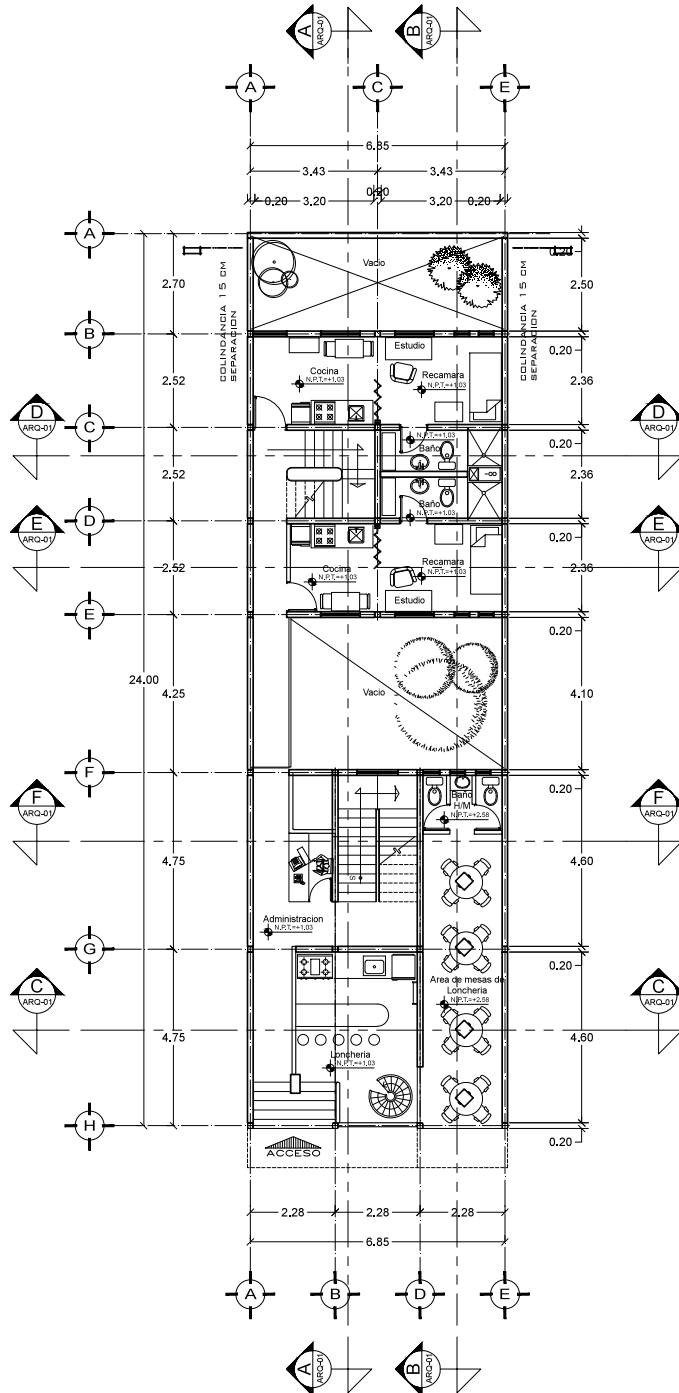 A
ARQ-01
B
ARQ-01
A
C
E
6.85
3.43
3.43
0.20
3.20
0.20
3.20
0.20
A
B
C
D
E
F
G
H
24.00
2.70
2.52
2.52
2.52
4.25
4.75
4.75
COLINDANCIA 15 CM
SEPARACION
COLINDANCIA 15 CM
SEPARACION
0.20
2.50
0.20
2.36
0.20
2.36
0.20
2.36
0.20
4.10
0.20
4.60
0.20
4.60
0.20
Vacio
Cocina
N.P.T.=+1.03
Estudio
Recamara
N.P.T.=+1.03
N.P.T.=+1.03
Baño
Baño
N.P.T.=+1.03
Cocina
N.P.T.=+1.03
Recamara
N.P.T.=+1.03
Estudio
Vacio
Baño
H/M
N.P.T.=+2.58
S
Administracion
N.P.T.=+1.03
Area de mesas de
Loncheria
N.P.T.=+2.58
Loncheria
N.P.T.=+1.03
ACCESO
D
ARQ-01
D
ARQ-01
E
ARQ-01
E
ARQ-01
F
ARQ-01
F
ARQ-01
C
ARQ-01
C
ARQ-01
2.28
2.28
2.28
6.85
A
B
D
E
A
ARQ-01
B
ARQ-01